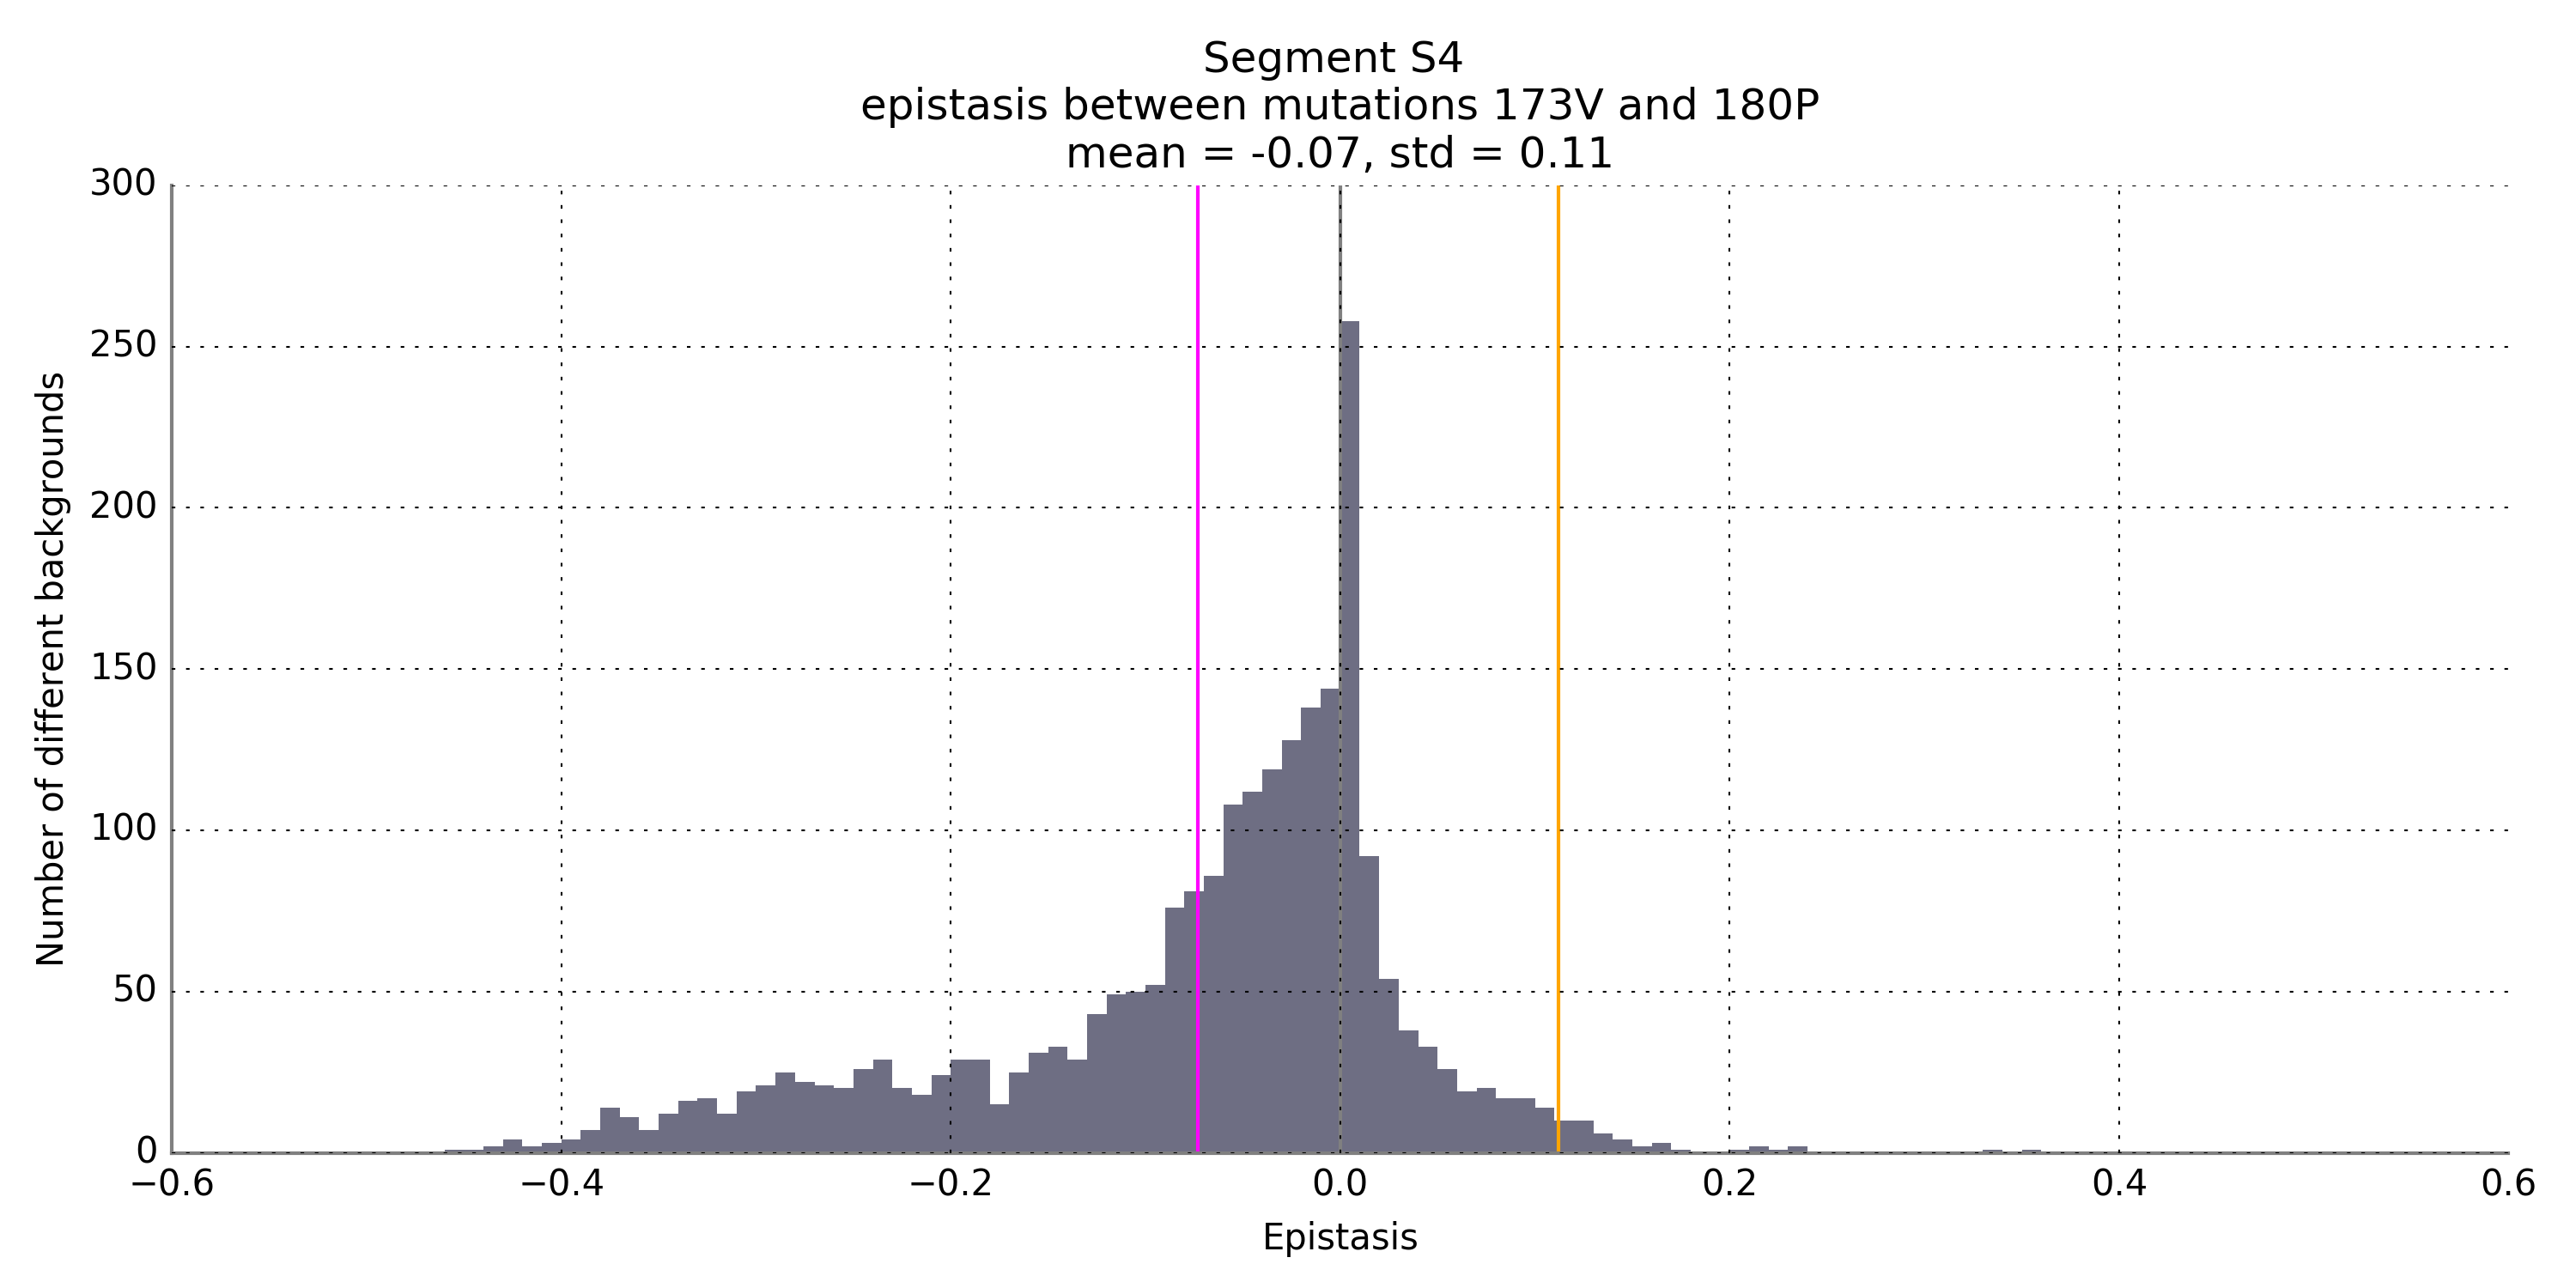 Segment S4
epistasis between mutations 173V and 180P
mean = -0.07, std = 0.11
300
250
200
150
100
50
0
Number of different backgrounds
−0.6 −0.4 −0.2 0.0 0.2 0.4 0.6
Epistasis